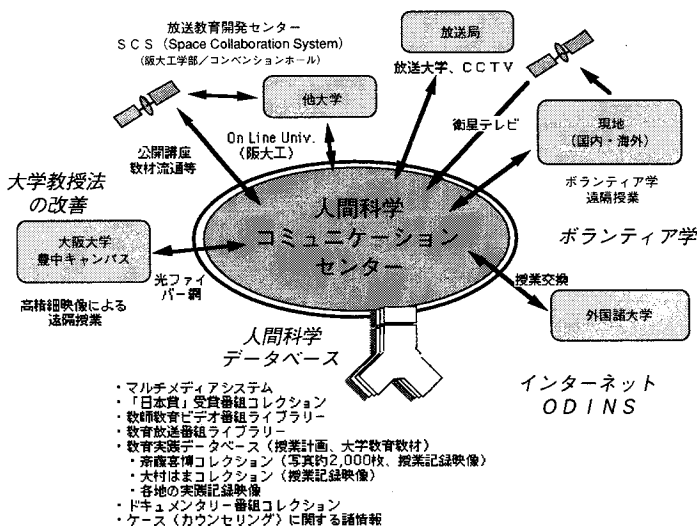 放送教育開発センター
ＳＣＳ (Space Collaboration System)
(阪大工学部／コンベンションホール)
放送局
放送大学、ＣＣＴＶ
他大学
On Line Univ.
(阪大工)
衛星テレビ
現地
(国内・海外)
公開講座
教材流通等
ボランティア学
遠隔授業
大学教授法
の改善
人間科学
コミュニケーション
センター
ボランティア学
大阪大学
豊中キャンパス
光ファイ
バー網
高精細映像による
遠隔授業
授業交換
外国諸大学
人間科学
データベース
インターネット
ＯＤＩＮＳ
・マルチメディアシステム
・「日本賞」受賞番組コレクション
・教師教育ビデオ番組ライブラリー
・教育放送番組ライブラリー
・教育実践データベース (授業計画、大学教育教材)
・斎藤喜博コレクション (写真約2,000枚、授業記録映像)
・大村はまコレクション (授業記録映像)
・各地の実践記録映像
・ドキュメンタリー番組コレクション
・ケース (カウンセリング) に関する諸情報